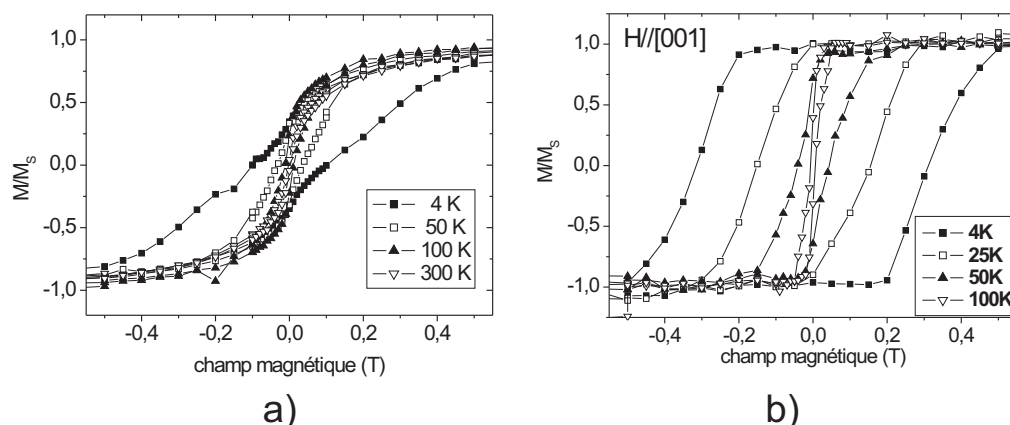 1,0
0,5
0,0
-0,5
-1,0
M/M_S
-0,4 -0,2 0,0 0,2 0,4
champ magnétique (T)
4 K
50 K
100 K
300 K
a)
H//[001]
1,0
0,5
0,0
-0,5
-1,0
M/M_S
-0,4 -0,2 0,0 0,2 0,4
champ magnétique (T)
4K
25K
50K
100K
b)